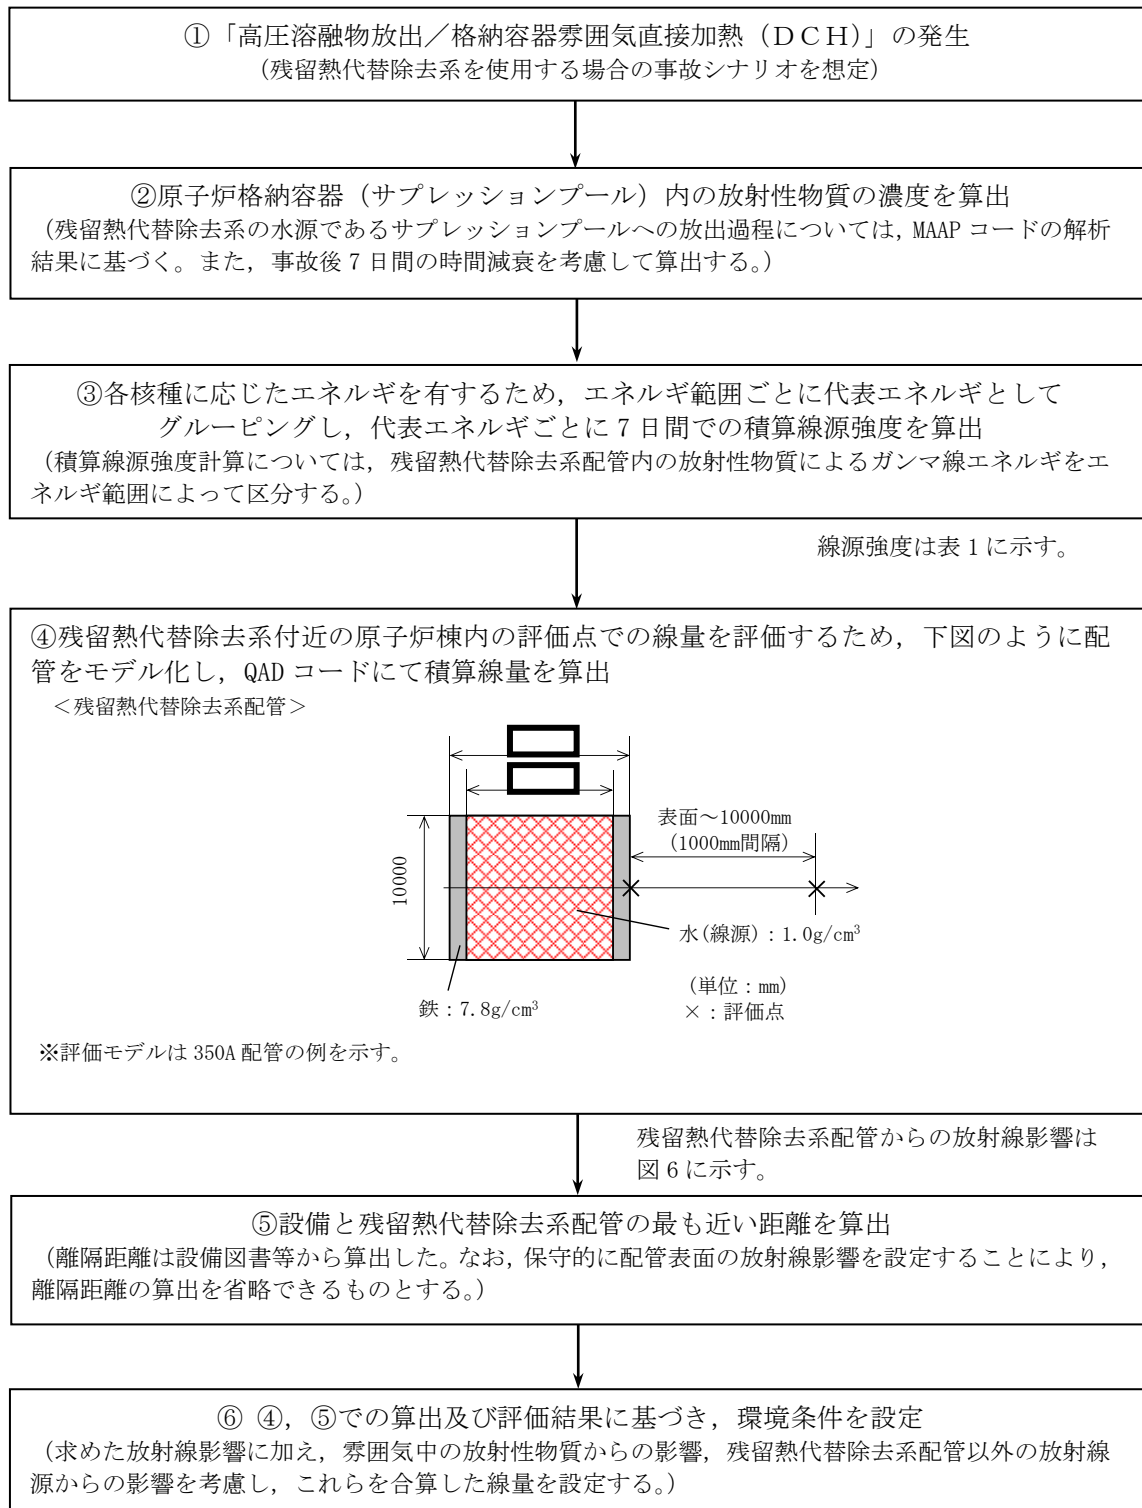 ①「高圧溶融物放出／格納容器雰囲気直接加熱（ＤＣＨ）」の発生
（残留熱代替除去系を使用する場合の事故シナリオを想定）
②原子炉格納容器（サプレッションプール）内の放射性物質の濃度を算出
（残留熱代替除去系の水源であるサプレッションプールへの放出過程については，MAAP コードの解析
結果に基づく。また，事故後 7 日間の時間減衰を考慮して算出する。）
③各核種に応じたエネルギを有するため，エネルギ範囲ごとに代表エネルギとして
グルーピングし，代表エネルギごとに 7 日間での積算線源強度を算出
（積算線源強度計算については，残留熱代替除去系配管内の放射性物質によるガンマ線エネルギをエ
ネルギ範囲によって区分する。）
線源強度は表 1 に示す。
④残留熱代替除去系付近の原子炉棟内の評価点での線量を評価するため，下図のように配
管をモデル化し，QAD コードにて積算線量を算出
＜残留熱代替除去系配管＞
表面～10000mm
（1000mm間隔）
10000
水(線源)：1.0g/cm³
鉄：7.8g/cm³
（単位：mm）
×：評価点
※評価モデルは 350A 配管の例を示す。
残留熱代替除去系配管からの放射線影響は
図 6 に示す。
⑤設備と残留熱代替除去系配管の最も近い距離を算出
（離隔距離は設備図書等から算出した。なお，保守的に配管表面の放射線影響を設定することにより，
離隔距離の算出を省略できるものとする。）
⑥ ④，⑤での算出及び評価結果に基づき，環境条件を設定
（求めた放射線影響に加え，雰囲気中の放射性物質からの影響，残留熱代替除去系配管以外の放射線
源からの影響を考慮し，これらを合算した線量を設定する。）